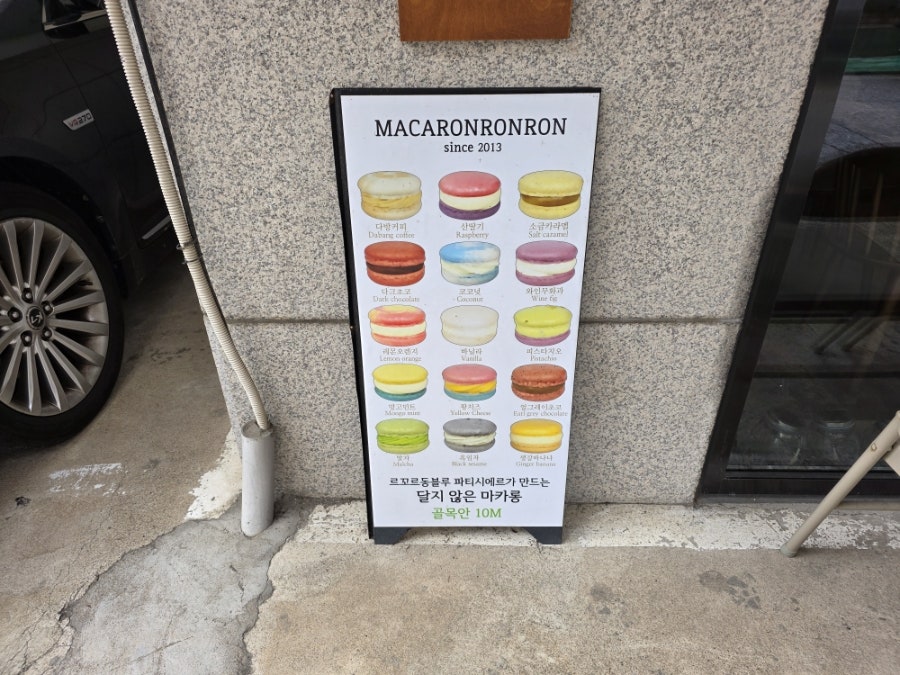 MACARONRONRON
since 2013
다방커피 산딸기 소금카라멜
Dabang coffee Raspberry Salt caramel
다크초코 코코넛 와인무화과
Dark chocolate Coconut Wine fig
레몬오렌지 바닐라 피스타치오
Lemon orange Vanilla Pistachio
망고민트 황치즈 얼그레이초코
Mango mint Yellow Cheese Earl grey chocolate
말차 흑임자 생강바나나
Matcha Black sesame Ginger banana
르꼬르동블루 파티시에르가 만드는
달지 않은 마카롱
골목안 10M